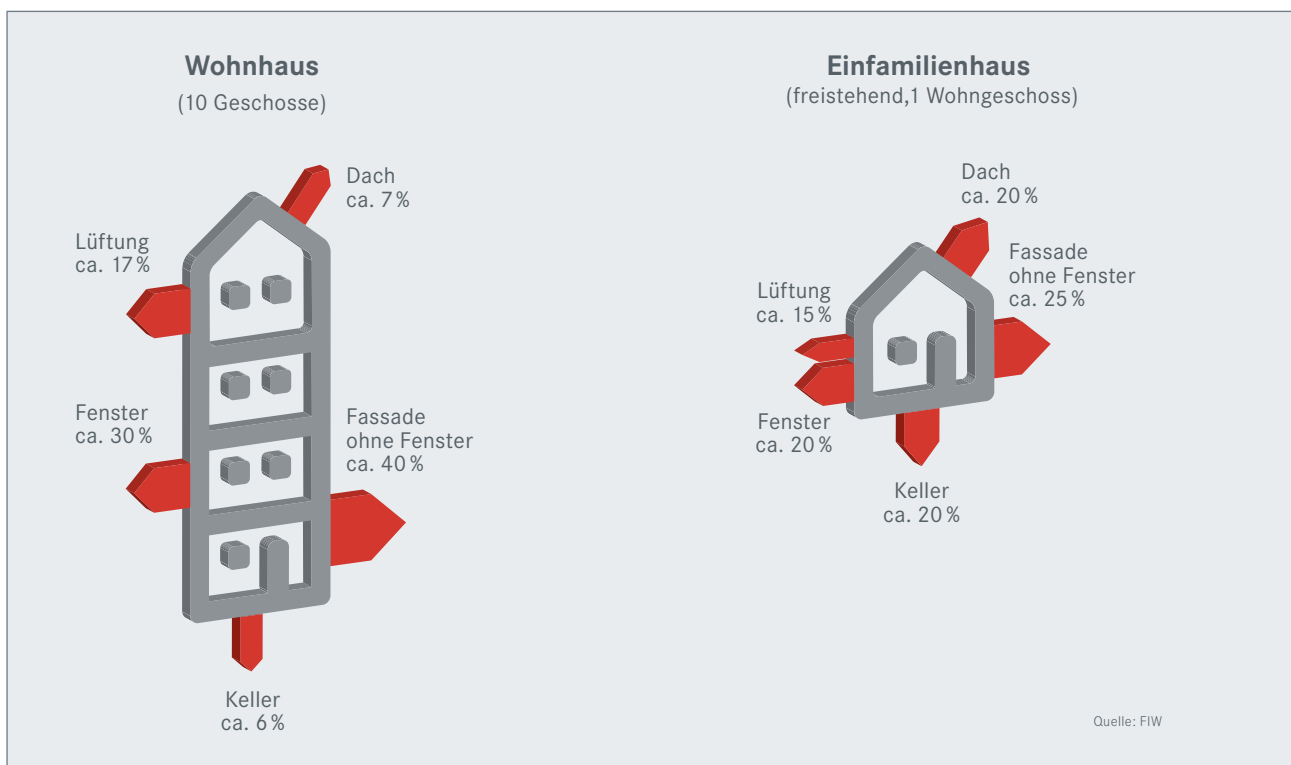 Wohnhaus
(10 Geschosse)
Dach
ca. 7 %
Lüftung
ca. 17 %
Fenster
ca. 30 %
Fassade
ohne Fenster
ca. 40 %
Keller
ca. 6 %
Einfamilienhaus
(freistehend,1 Wohngeschoss)
Dach
ca. 20 %
Fassade
ohne Fenster
ca. 25 %
Lüftung
ca. 15 %
Fenster
ca. 20 %
Keller
ca. 20 %
Quelle: FIW